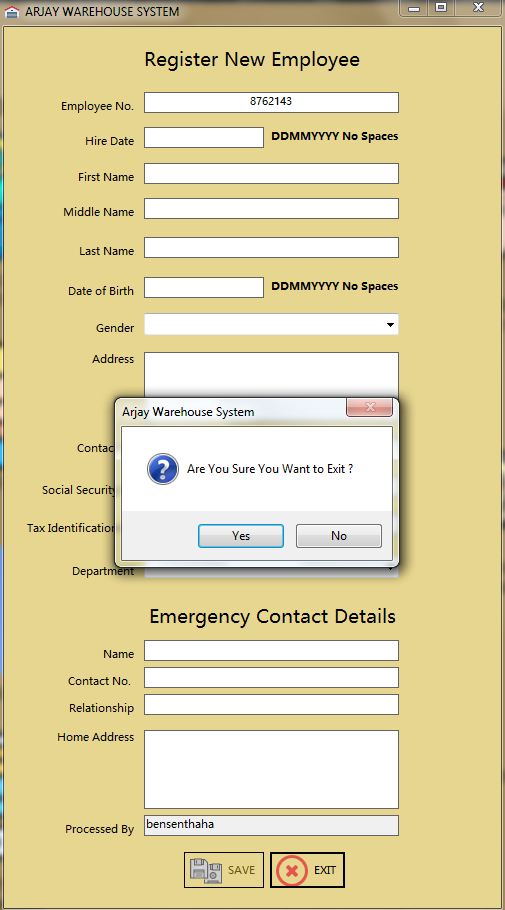 ARJAY WAREHOUSE SYSTEM
Register New Employee
Employee No. 8762143
Hire Date DDMMYYYY No Spaces
First Name
Middle Name
Last Name
Date of Birth DDMMYYYY No Spaces
Gender
Address
Arjay Warehouse System
Are You Sure You Want to Exit ?
Yes No
Contac
Social Security
Tax Identification
Department
Emergency Contact Details
Name
Contact No.
Relationship
Home Address
Processed By bensenthaha
SAVE EXIT